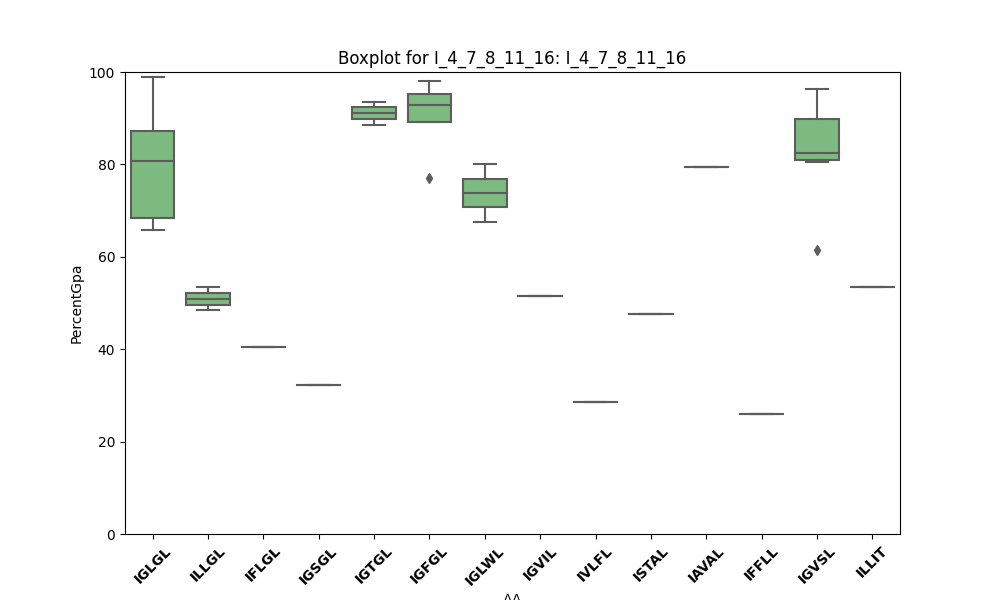 Boxplot for I_4_7_8_11_16: I_4_7_8_11_16
PercentGpa
100
80
60
40
20
0
IGLGL
ILLGL
IFLGL
IGSGL
IGTGL
IGFGL
IGLWL
IGVIL
IVLFL
ISTAL
IAVAL
IFFLL
IGVSL
ILLIT
AA